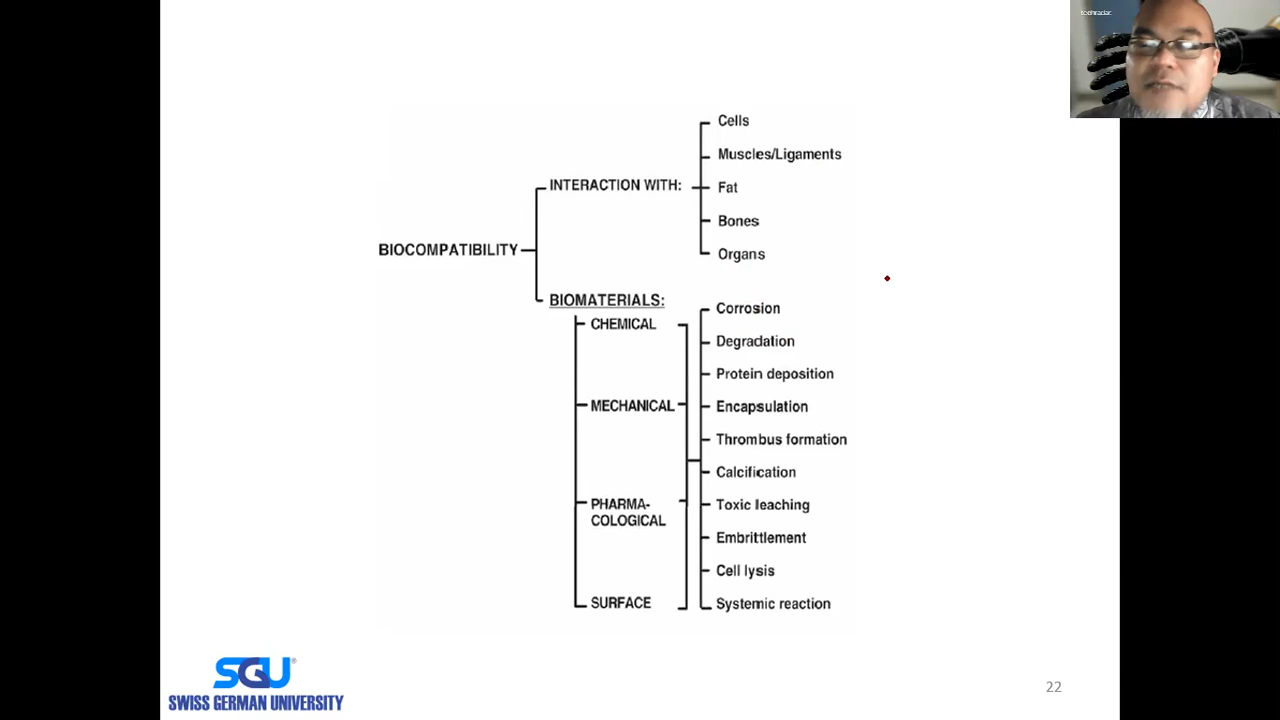 techradar.
Cells
Muscles/Ligaments
INTERACTION WITH:
Fat
Bones
BIOCOMPATIBILITY
Organs
BIOMATERIALS:
Corrosion
CHEMICAL
Degradation
Protein deposition
MECHANICAL
Encapsulation
Thrombus formation
Calcification
PHARMA-
COLOGICAL
Toxic leaching
Embrittlement
Cell lysis
SURFACE
Systemic reaction
SGU®
SWISS GERMAN UNIVERSITY
22